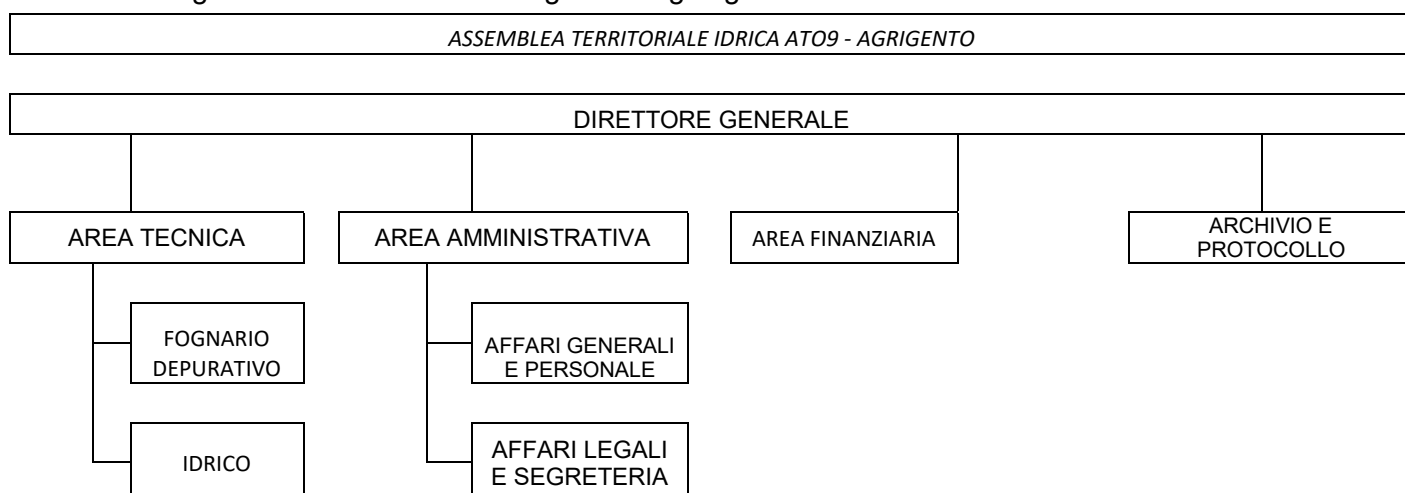 ASSEMBLEA TERRITORIALE IDRICA ATO9 - AGRIGENTO
DIRETTORE GENERALE
AREA TECNICA
AREA AMMINISTRATIVA
AREA FINANZIARIA
ARCHIVIO E
PROTOCOLLO
FOGNARIO
DEPURATIVO
AFFARI GENERALI
E PERSONALE
IDRICO
AFFARI LEGALI
E SEGRETERIA